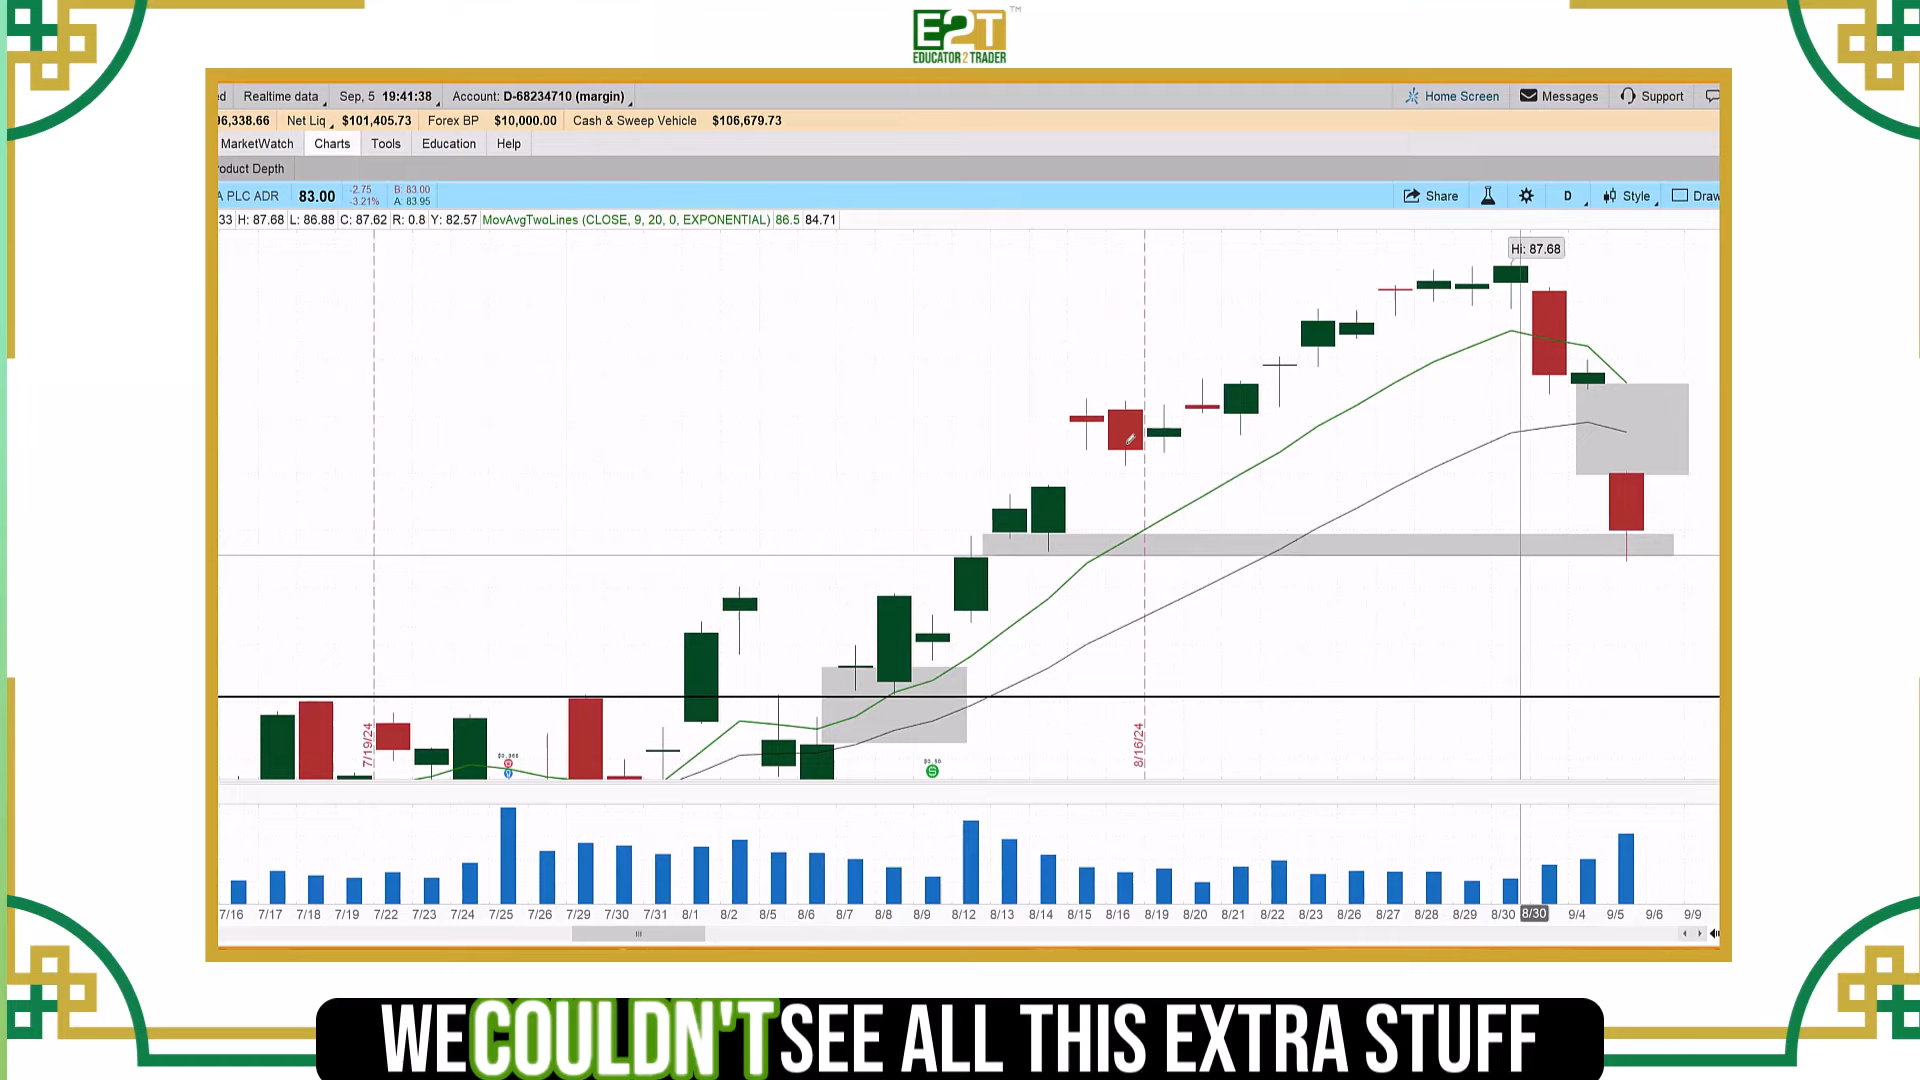 E2T™
EDUCATOR2TRADER
ed Realtime data Sep, 5 19:41:38 Account: D-68234710 (margin) Home Screen Messages Support
96,338.66 Net Liq $101,405.73 Forex BP $10,000.00 Cash & Sweep Vehicle $106,679.73
MarketWatch Charts Tools Education Help
roduct Depth
A PLC ADR 83.00 -2.75 -3.21% B: 83.00 A: 83.95 Share D Style Draw
33 H: 87.68 L: 86.88 C: 87.62 R: 0.8 Y: 82.57 MovAvgTwoLines (CLOSE, 9, 20, 0, EXPONENTIAL) 86.5 84.71
Hi: 87.68
7/19/24
8/16/24
7/16 7/17 7/18 7/19 7/22 7/23 7/24 7/25 7/26 7/29 7/30 7/31 8/1 8/2 8/5 8/6 8/7 8/8 8/9 8/12 8/13 8/14 8/15 8/16 8/19 8/20 8/21 8/22 8/23 8/26 8/27 8/28 8/29 8/30 8/30 9/4 9/5 9/6 9/9
WE COULDN'T SEE ALL THIS EXTRA STUFF